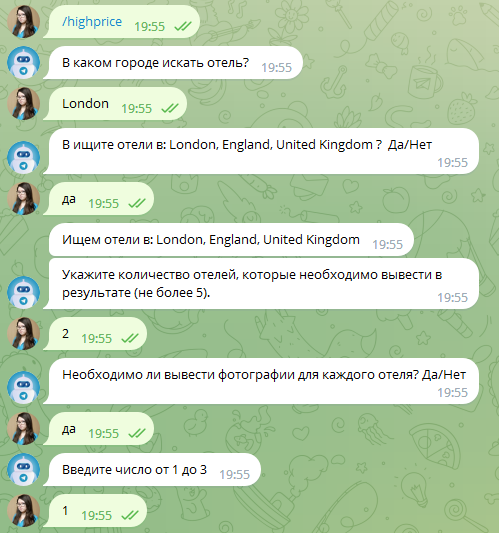 /highprice 19:55
В каком городе искать отель? 19:55
London 19:55
В ищите отели в: London, England, United Kingdom ? Да/Нет
19:55
да 19:55
Ищем отели в: London, England, United Kingdom 19:55
Укажите количество отелей, которые необходимо вывести в
результате (не более 5). 19:55
2 19:55
Необходимо ли вывести фотографии для каждого отеля? Да/Нет
19:55
да 19:55
Введите число от 1 до 3 19:55
1 19:55